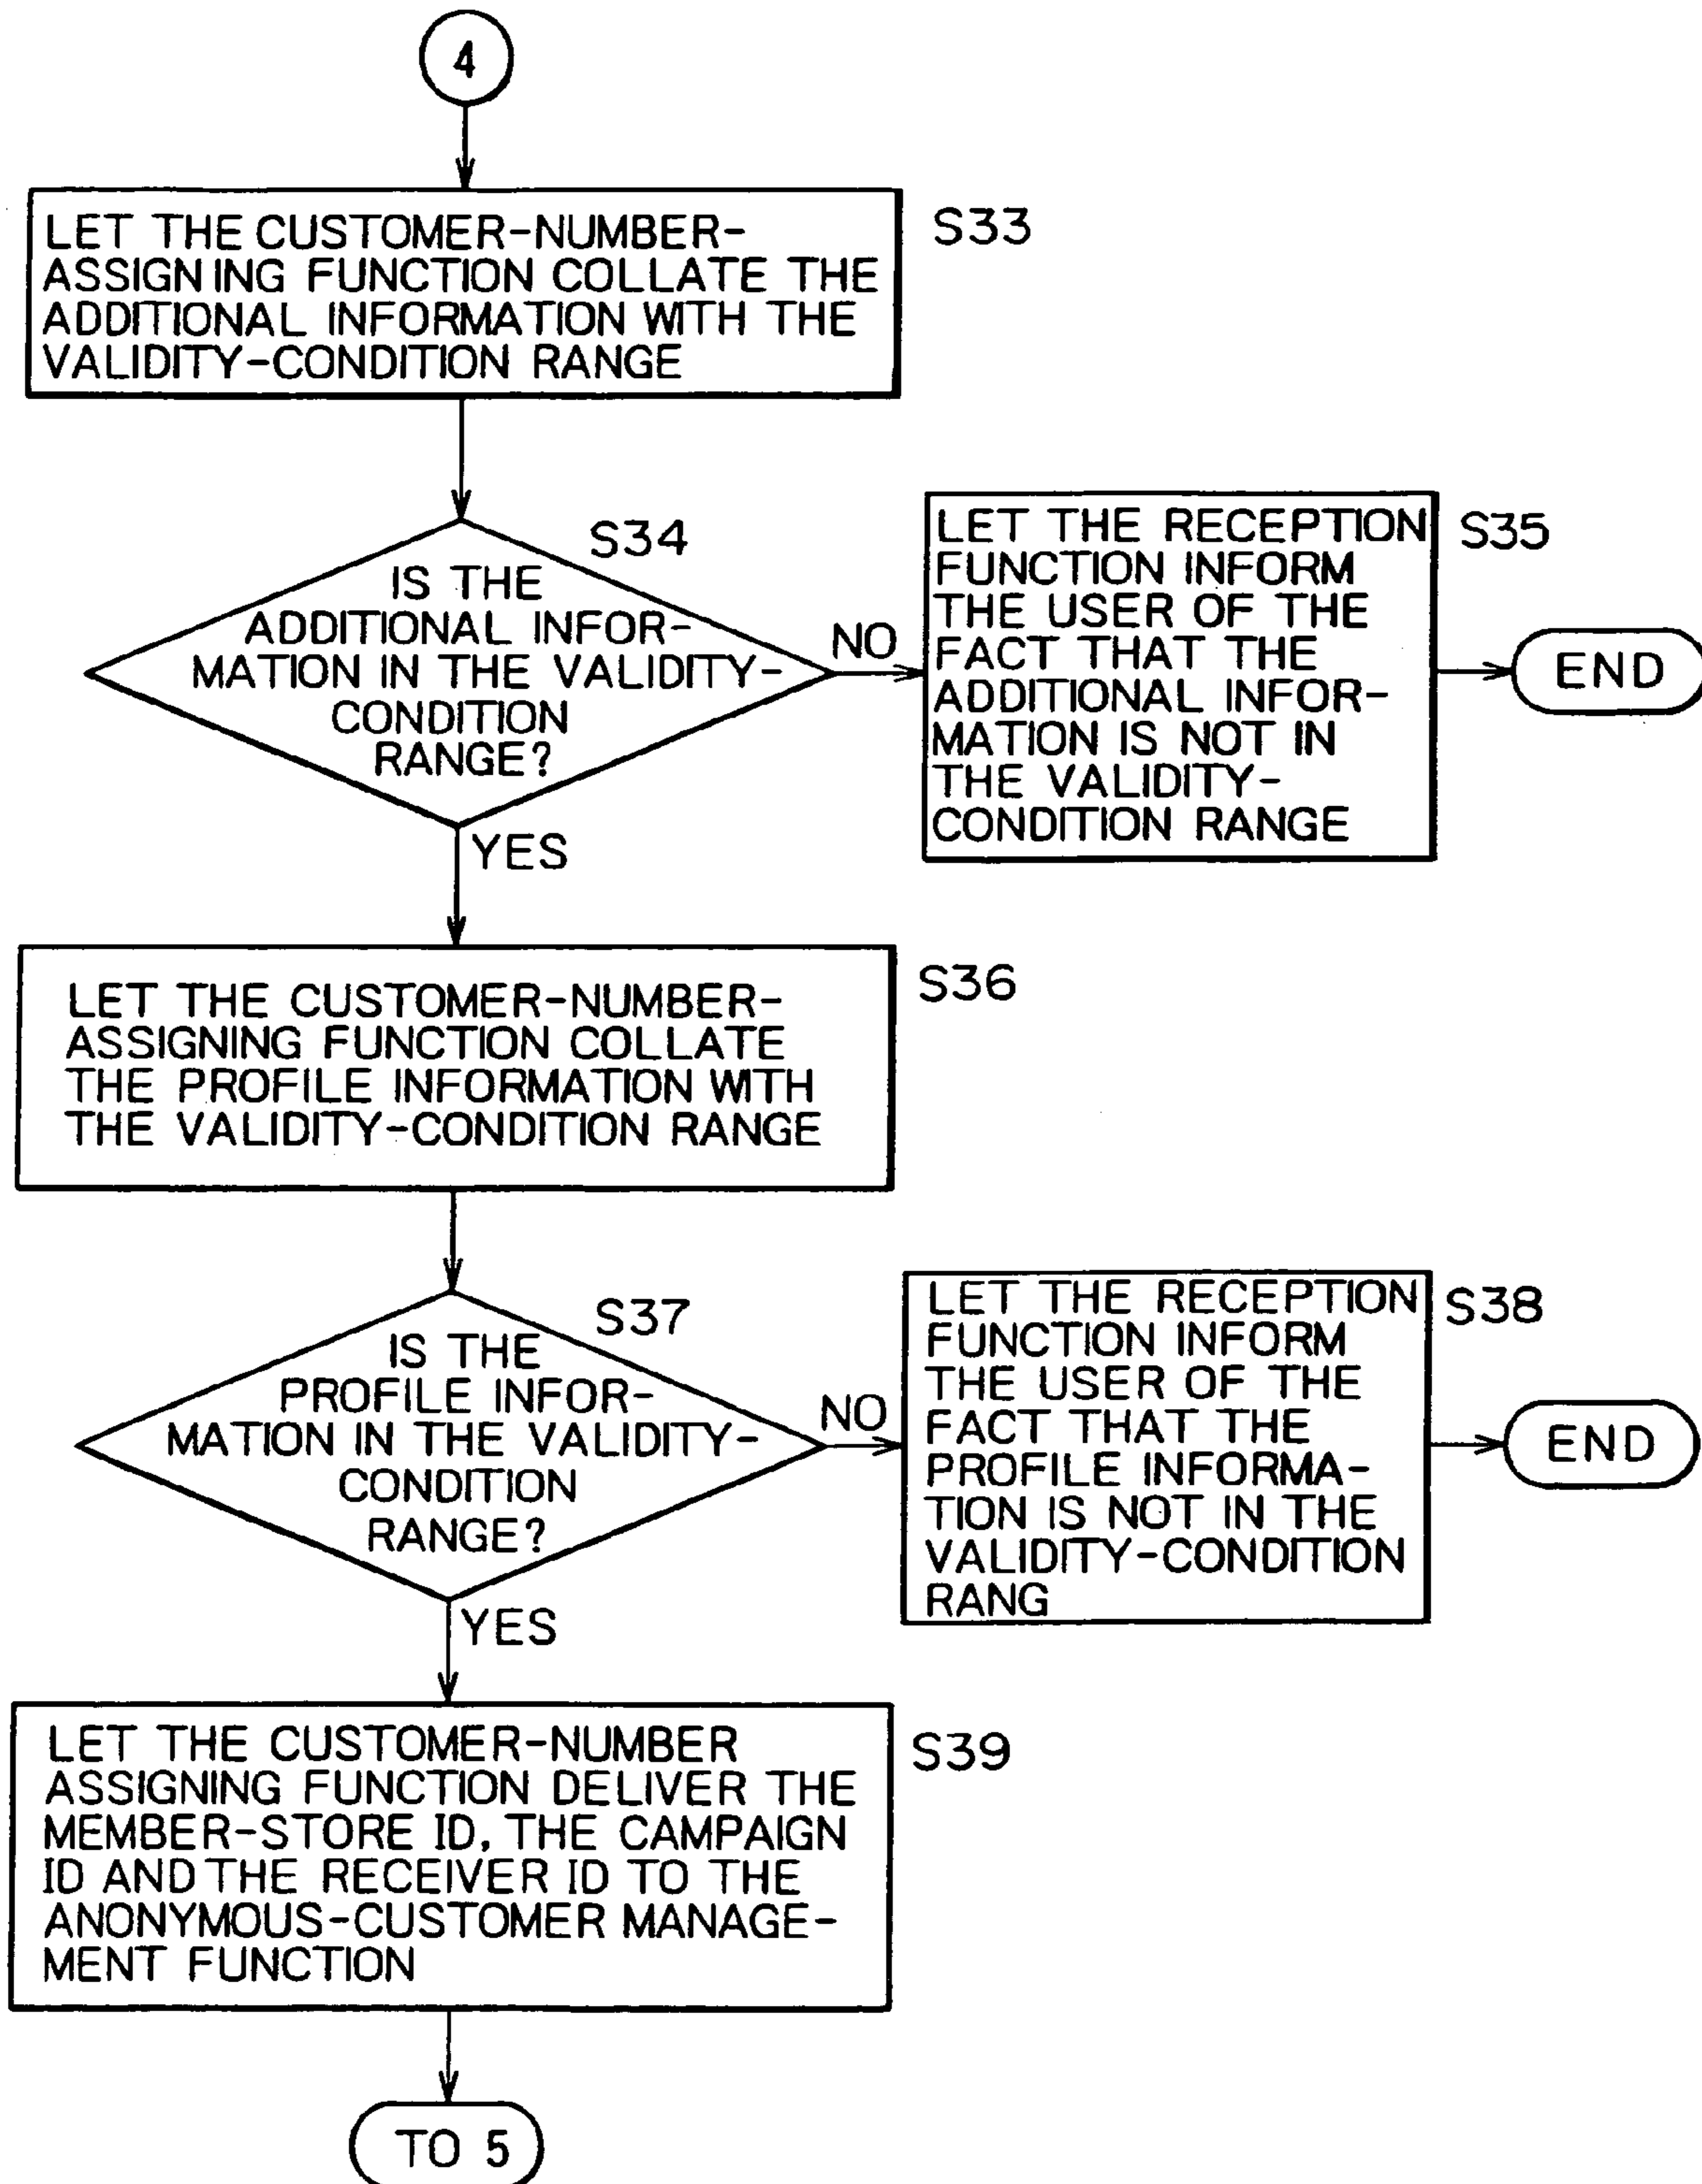 4
LET THE CUSTOMER-NUMBER-
ASSIGNING FUNCTION COLLATE THE
ADDITIONAL INFORMATION WITH THE
VALIDITY-CONDITION RANGE
S33
S34
IS THE
ADDITIONAL INFOR-
MATION IN THE VALIDITY-
CONDITION
RANGE?
NO
LET THE RECEPTION
FUNCTION INFORM
THE USER OF THE
FACT THAT THE
ADDITIONAL INFOR-
MATION IS NOT IN
THE VALIDITY-
CONDITION RANGE
S35
END
YES
LET THE CUSTOMER-NUMBER-
ASSIGNING FUNCTION COLLATE
THE PROFILE INFORMATION WITH
THE VALIDITY-CONDITION RANGE
S36
S37
IS THE
PROFILE INFOR-
MATION IN THE VALIDITY-
CONDITION
RANGE?
NO
LET THE RECEPTION
FUNCTION INFORM
THE USER OF THE
FACT THAT THE
PROFILE INFORMA-
TION IS NOT IN THE
VALIDITY-CONDITION
RANG
S38
END
YES
LET THE CUSTOMER-NUMBER
ASSIGNING FUNCTION DELIVER THE
MEMBER-STORE ID, THE CAMPAIGN
ID AND THE RECEIVER ID TO THE
ANONYMOUS-CUSTOMER MANAGE-
MENT FUNCTION
S39
TO 5